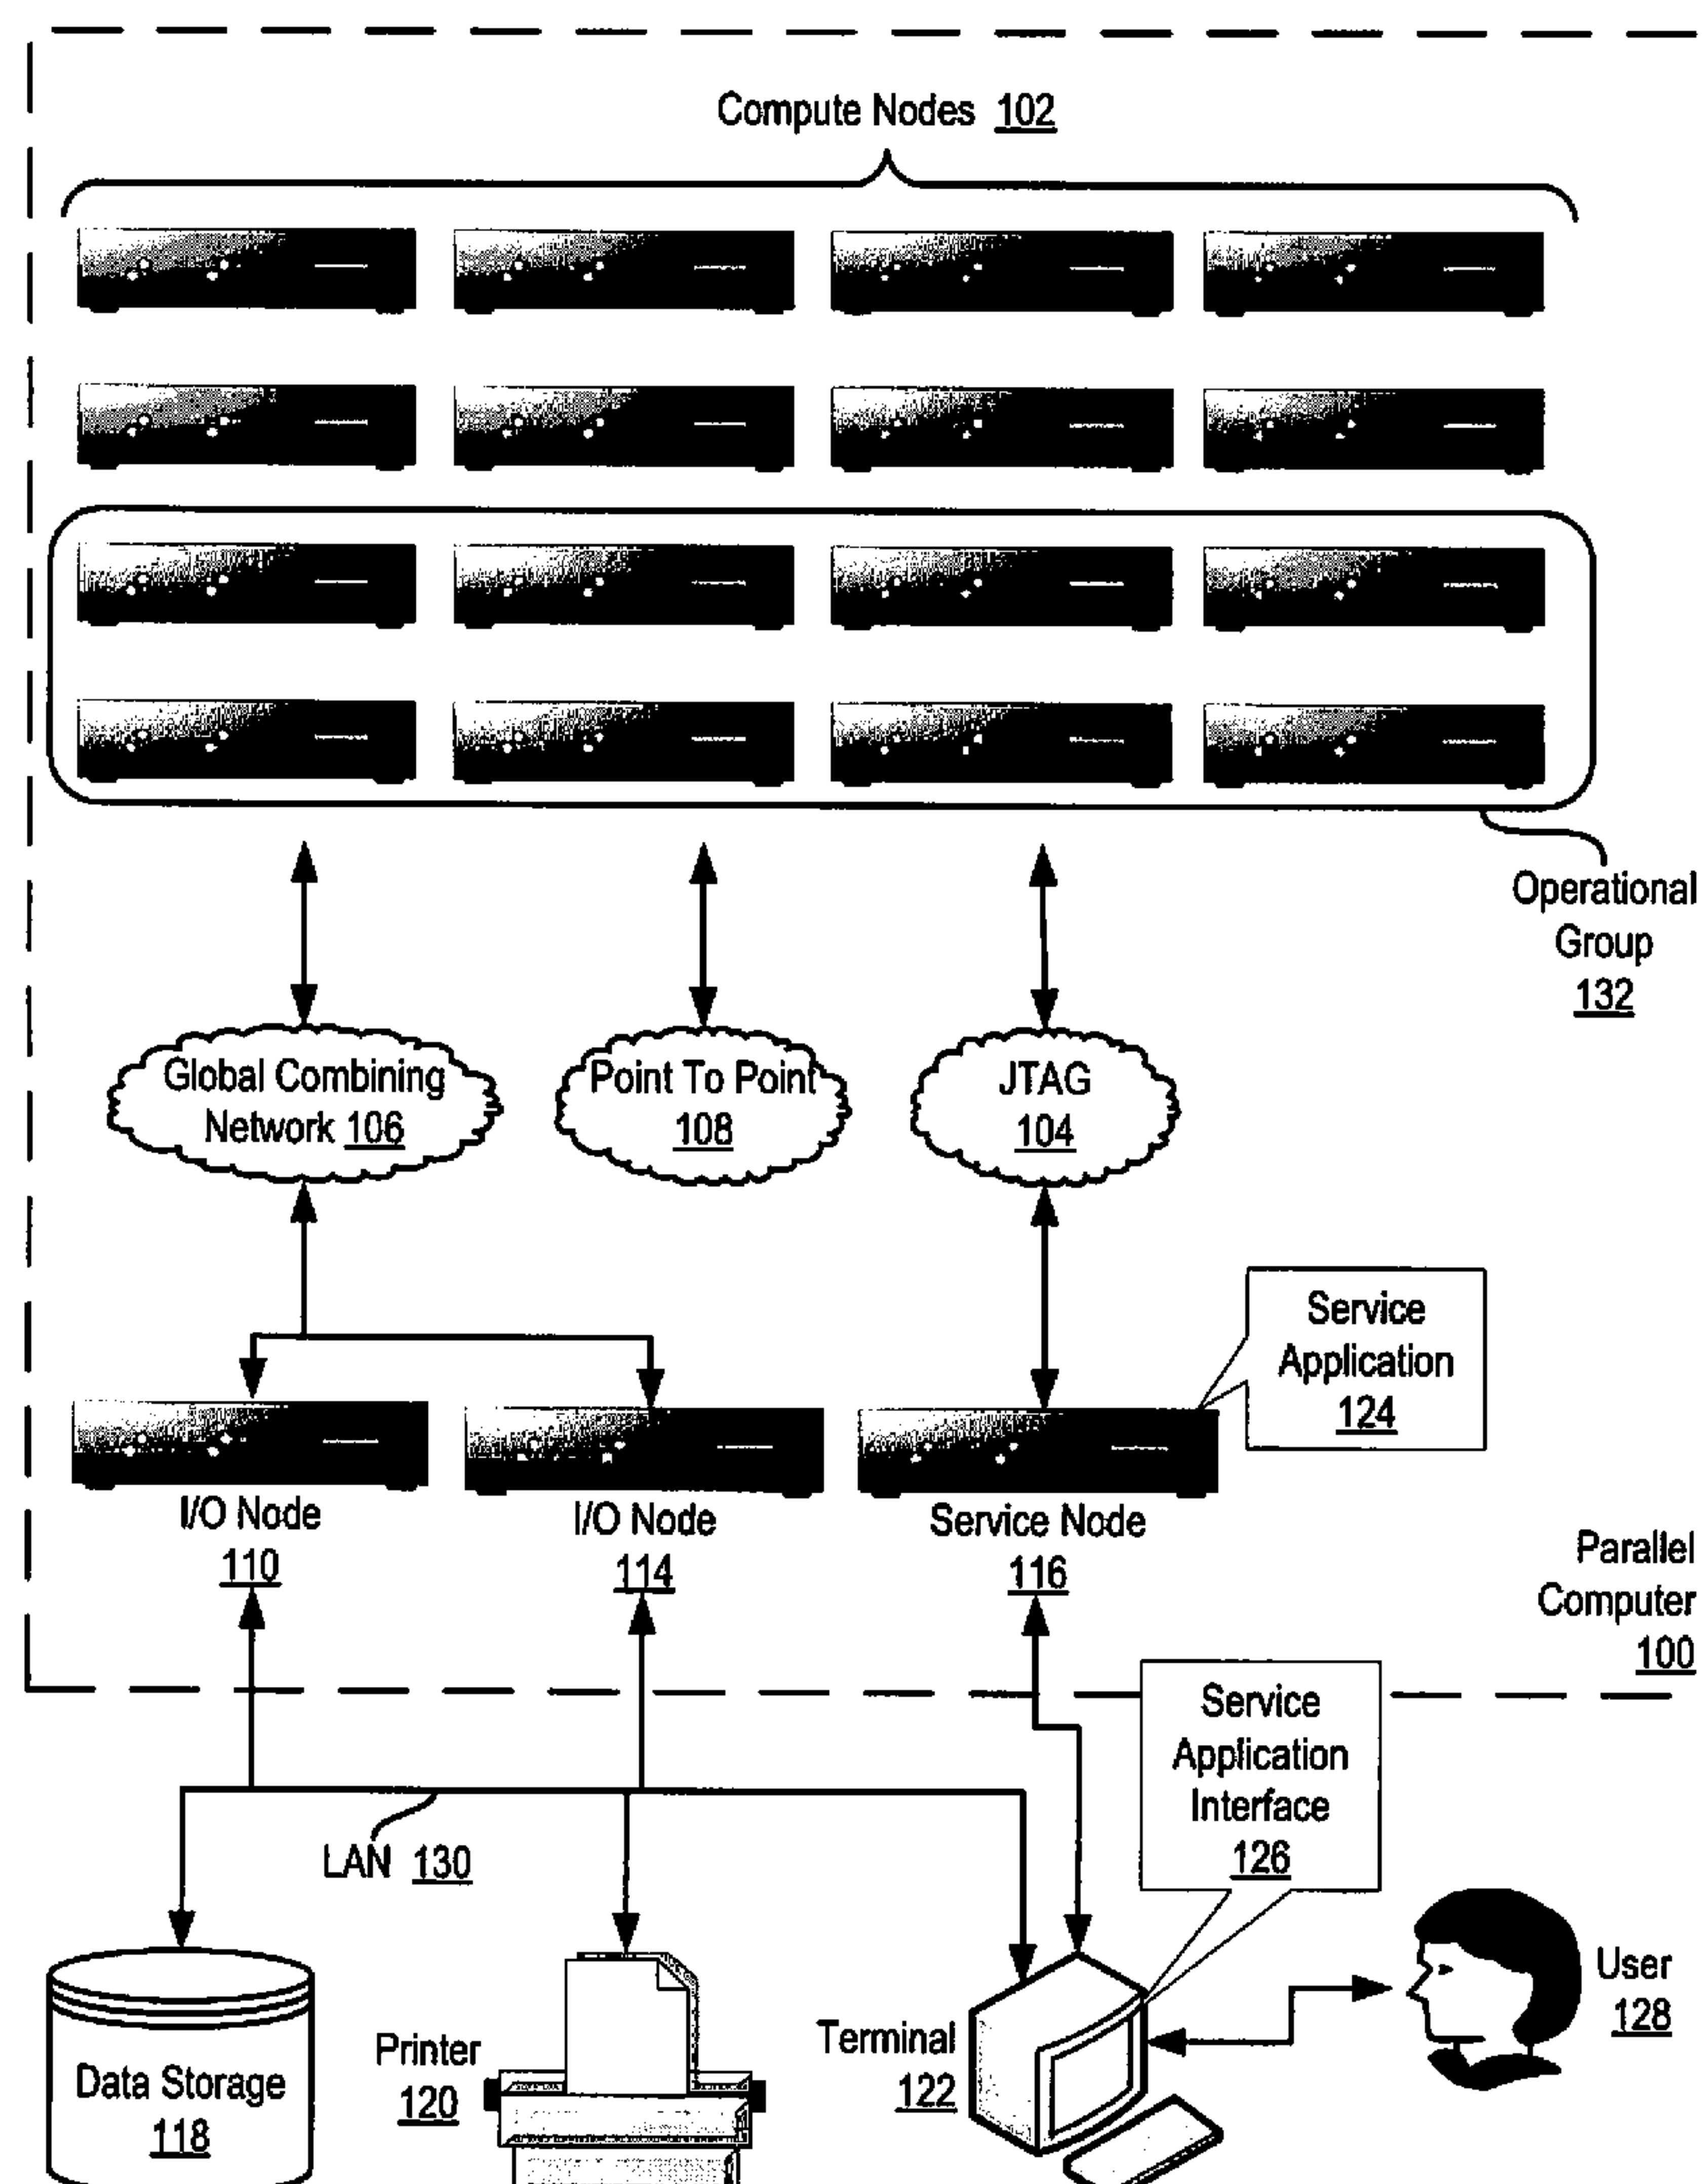 Compute Nodes 102
Operational
Group
132
Global Combining
Network 106
Point To Point
108
JTAG
104
Service
Application
124
I/O Node
110
I/O Node
114
Service Node
116
Parallel
Computer
100
Service
Application
Interface
126
LAN 130
Data Storage
118
Printer
120
Terminal
122
User
128